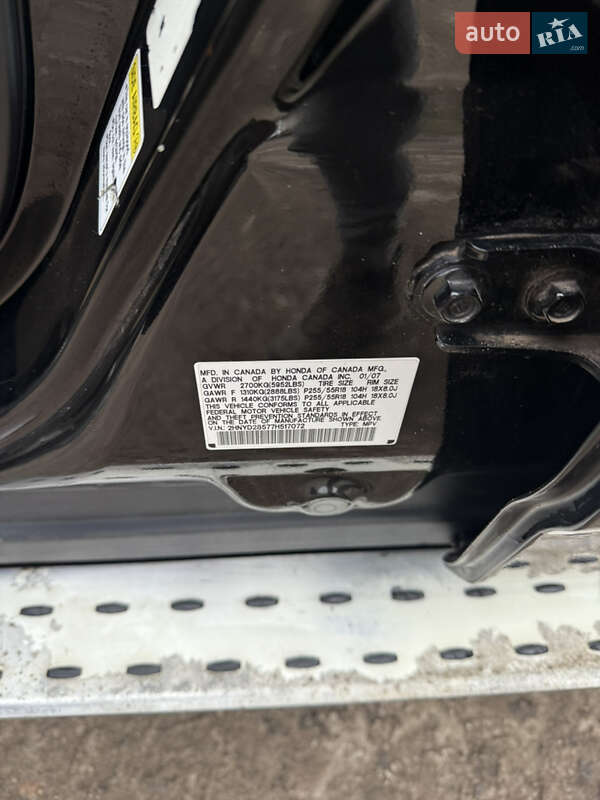 auto RIA .com
MFD. IN CANADA BY HONDA OF CANADA MFG.,
A DIVISION OF HONDA CANADA INC. 01/07
GVWR 2700KG(5952LBS) TIRE SIZE RIM SIZE
GAWR F 1310KG(2888LBS) P255/55R18 104H 18X8.0J
GAWR R 1440KG(3175LBS) P255/55R18 104H 18X8.0J
THIS VEHICLE CONFORMS TO ALL APPLICABLE
FEDERAL MOTOR VEHICLE SAFETY
AND THEFT PREVENTION STANDARDS IN EFFECT
ON THE DATE OF MANUFACTURE SHOWN ABOVE.
V.I.N.: 2HNYD28577H517072 TYPE: MPV